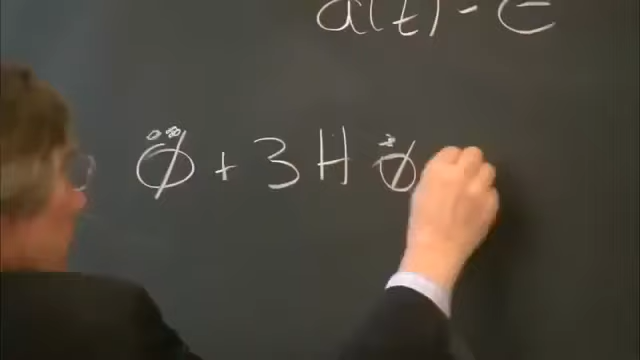 a(t) = e
φ̈ + 3 H φ̇